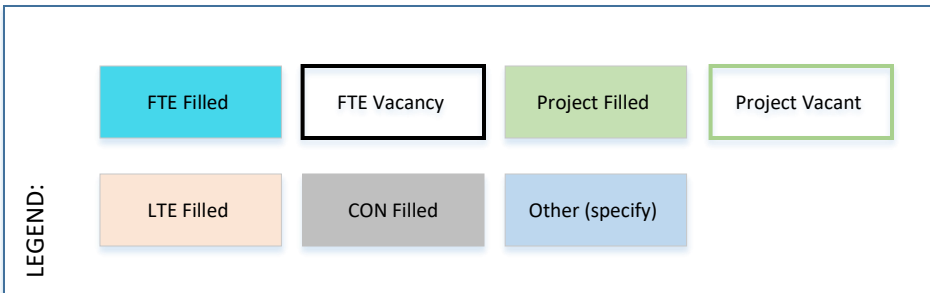 LEGEND:
FTE Filled
FTE Vacancy
Project Filled
Project Vacant
LTE Filled
CON Filled
Other (specify)